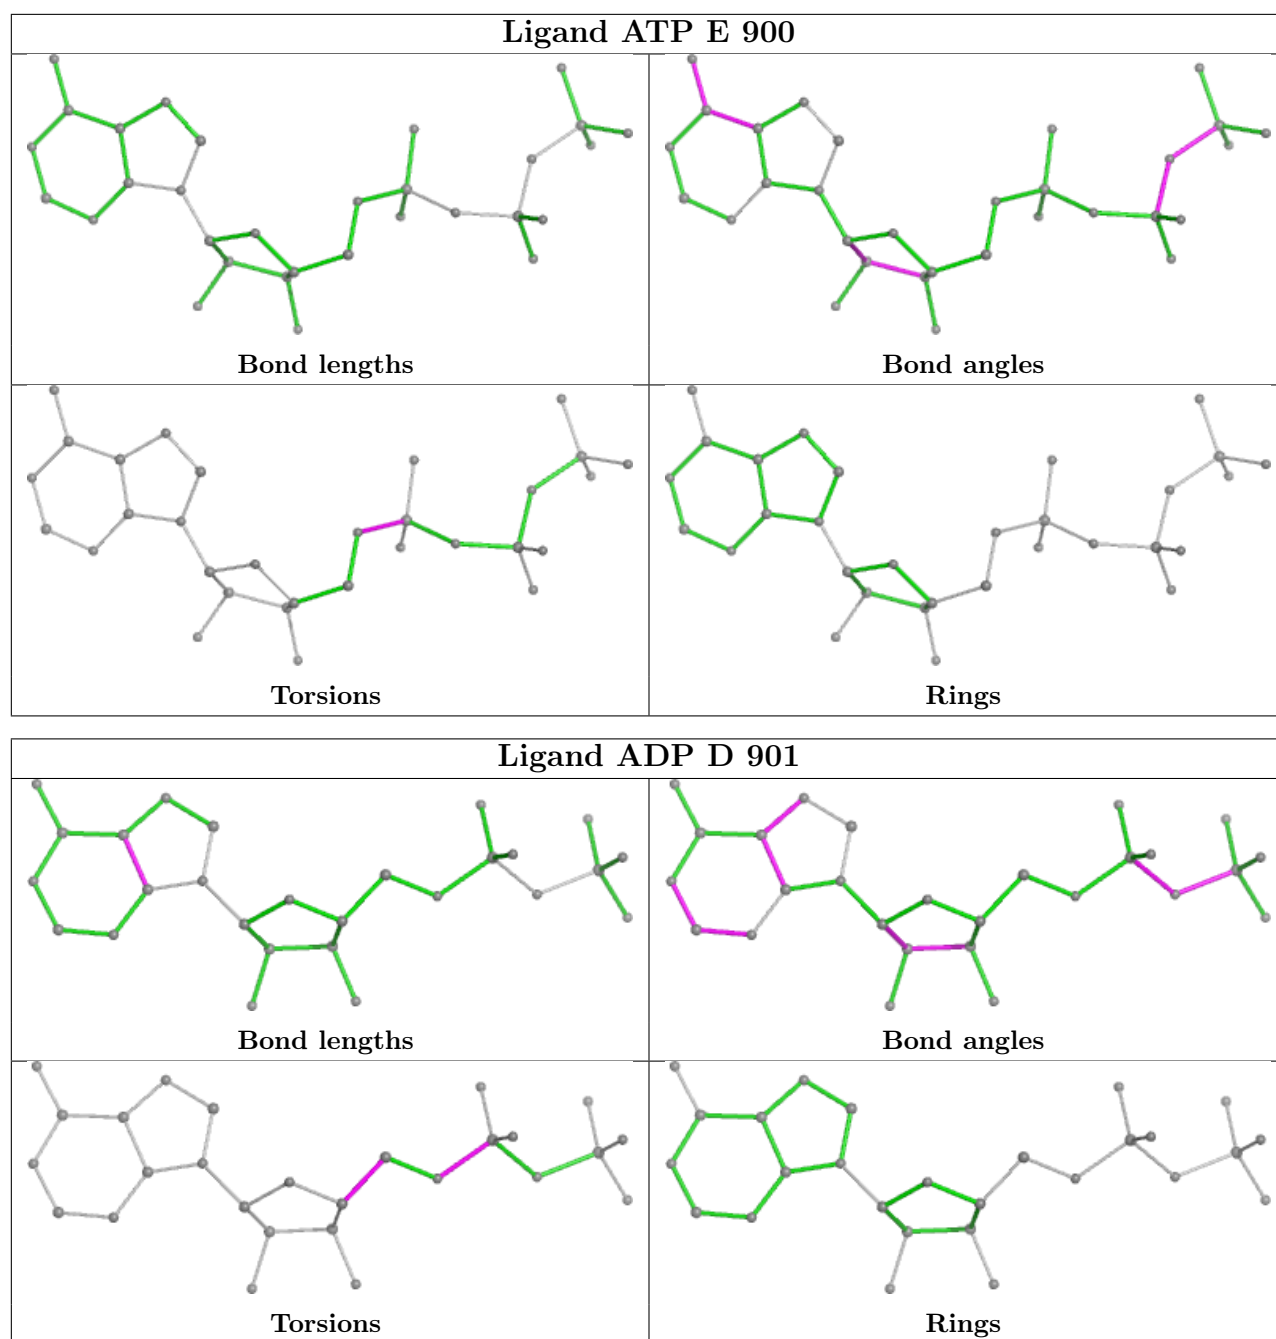 Ligand ATP E 900
Bond lengths
Bond angles
Torsions
Rings
Ligand ADP D 901
Bond lengths
Bond angles
Torsions
Rings